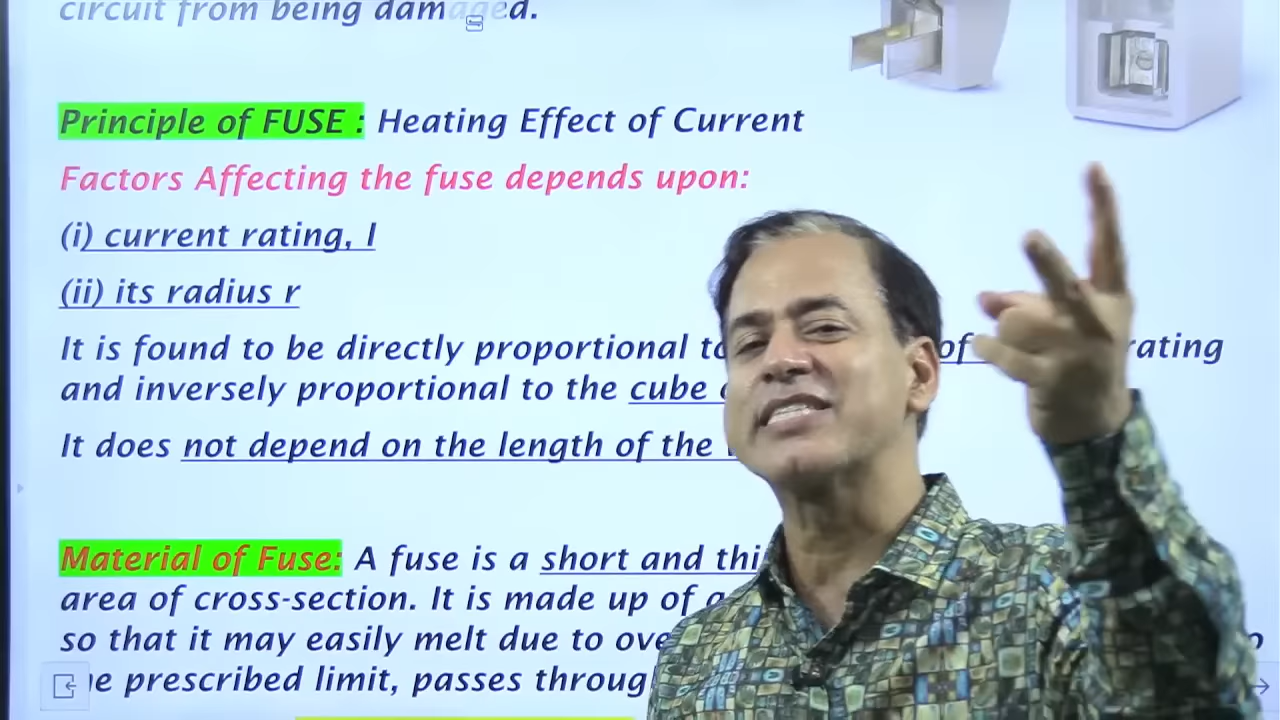 circuit from being damaged.
Principle of FUSE : Heating Effect of Current
Factors Affecting the fuse depends upon:
(i) current rating, I
(ii) its radius r
It is found to be directly proportional to of rating
and inversely proportional to the cube
It does not depend on the length of the
Material of Fuse: A fuse is a short and
area of cross-section. It is made up of
so that it may easily melt due to
prescribed limit, passes